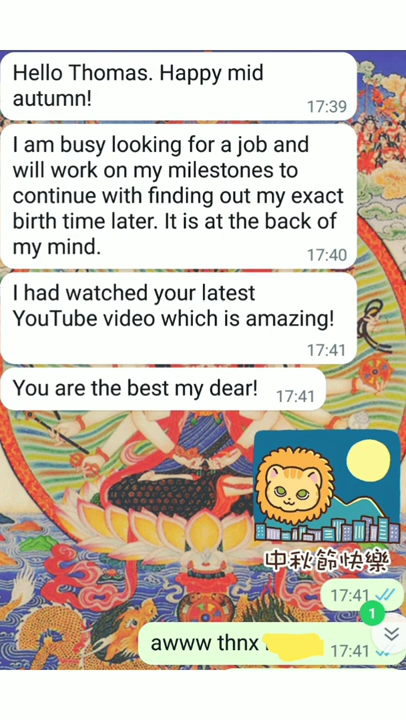 Hello Thomas. Happy mid
autumn!
17:39
I am busy looking for a job and
will work on my milestones to
continue with finding out my exact
birth time later. It is at the back of
my mind.
17:40
I had watched your latest
YouTube video which is amazing!
17:41
You are the best my dear!
17:41
中秋節快樂
17:41
1
awww thnx
17:41